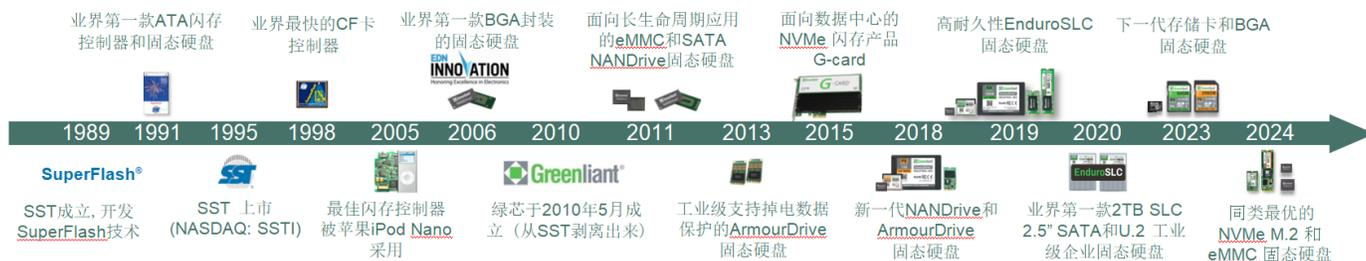 业界第一款ATA闪存
控制器和固态硬盘
业界最快的CF卡
控制器
业界第一款BGA封装
的固态硬盘
EDN
INNOVATION
Honoring Excellence in Electronics
面向长生命周期应用
的eMMC和SATA
NANDrive固态硬盘
面向数据中心的
NVMe 闪存产品
G-card
G-CARD
高耐久性EnduroSLC
固态硬盘
下一代存储卡和BGA
固态硬盘
1989 1991 1995 1998 2005 2006 2010 2011 2013 2015 2018 2019 2020 2023 2024
SuperFlash®
SST成立, 开发
SuperFlash技术
SST
SST 上市
(NASDAQ: SSTI)
最佳闪存控制器
被苹果iPod Nano
采用
Greenliant
绿芯于2010年5月成
立（从SST剥离出来）
工业级支持掉电数据
保护的ArmourDrive
固态硬盘
新一代NANDrive和
ArmourDrive
固态硬盘
EnduroSLC
业界第一款2TB SLC
2.5” SATA和U.2 工业
级企业固态硬盘
同类最优的
NVMe M.2 和
eMMC 固态硬盘